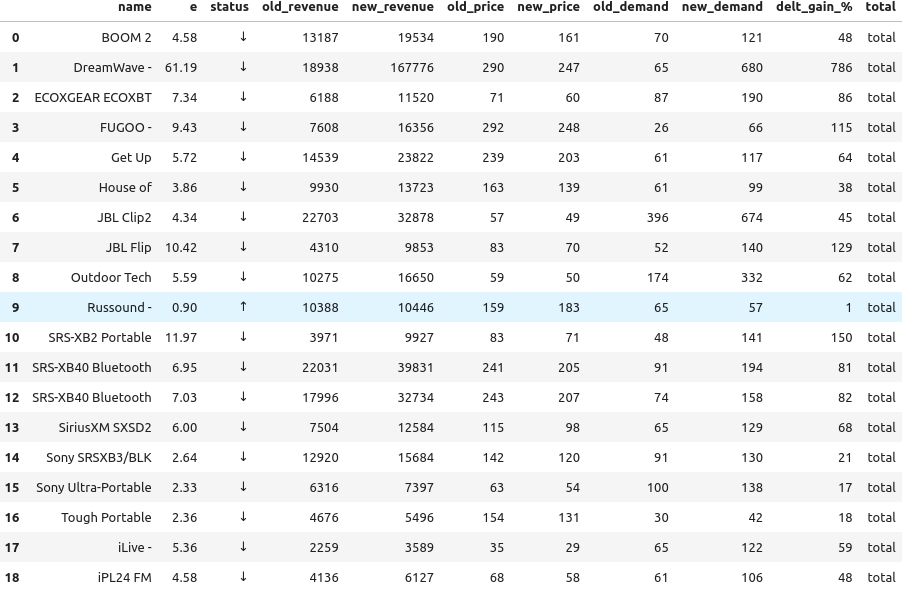 name e status old_revenue new_revenue old_price new_price old_demand new_demand delt_gain_% total
0 BOOM 2 4.58 ↓ 13187 19534 190 161 70 121 48 total
1 DreamWave - 61.19 ↓ 18938 167776 290 247 65 680 786 total
2 ECOXGEAR ECOXBT 7.34 ↓ 6188 11520 71 60 87 190 86 total
3 FUGOO - 9.43 ↓ 7608 16356 292 248 26 66 115 total
4 Get Up 5.72 ↓ 14539 23822 239 203 61 117 64 total
5 House of 3.86 ↓ 9930 13723 163 139 61 99 38 total
6 JBL Clip2 4.34 ↓ 22703 32878 57 49 396 674 45 total
7 JBL Flip 10.42 ↓ 4310 9853 83 70 52 140 129 total
8 Outdoor Tech 5.59 ↓ 10275 16650 59 50 174 332 62 total
9 Russound - 0.90 ↑ 10388 10446 159 183 65 57 1 total
10 SRS-XB2 Portable 11.97 ↓ 3971 9927 83 71 48 141 150 total
11 SRS-XB40 Bluetooth 6.95 ↓ 22031 39831 241 205 91 194 81 total
12 SRS-XB40 Bluetooth 7.03 ↓ 17996 32734 243 207 74 158 82 total
13 SiriusXM SXSD2 6.00 ↓ 7504 12584 115 98 65 129 68 total
14 Sony SRSXB3/BLK 2.64 ↓ 12920 15684 142 120 91 130 21 total
15 Sony Ultra-Portable 2.33 ↓ 6316 7397 63 54 100 138 17 total
16 Tough Portable 2.36 ↓ 4676 5496 154 131 30 42 18 total
17 iLive - 5.36 ↓ 2259 3589 35 29 65 122 59 total
18 iPL24 FM 4.58 ↓ 4136 6127 68 58 61 106 48 total